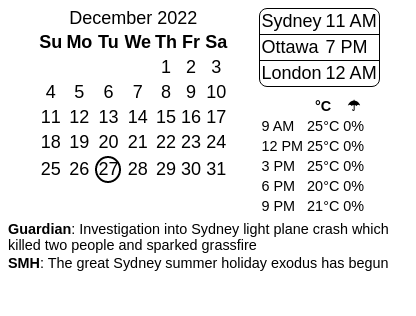 December 2022
Su Mo Tu We Th Fr Sa
1 2 3
4 5 6 7 8 9 10
11 12 13 14 15 16 17
18 19 20 21 22 23 24
25 26 27 28 29 30 31
Sydney 11 AM
Ottawa 7 PM
London 12 AM
°C ☂
9 AM 25°C 0%
12 PM 25°C 0%
3 PM 25°C 0%
6 PM 20°C 0%
9 PM 21°C 0%
Guardian: Investigation into Sydney light plane crash which
killed two people and sparked grassfire
SMH: The great Sydney summer holiday exodus has begun